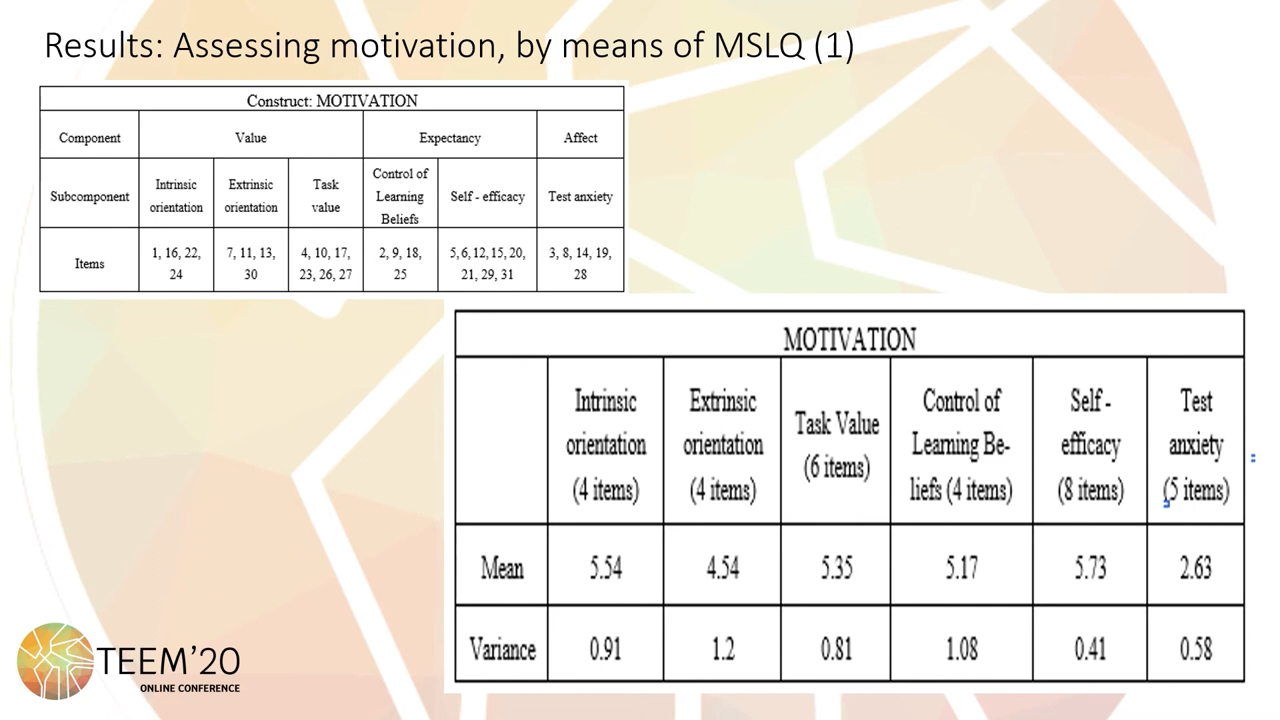 Results: Assessing motivation, by means of MSLQ (1)
Construct: MOTIVATION
Component Value Expectancy Affect
Subcomponent
Intrinsic
orientation
Extrinsic
orientation
Task
value
Control of
Learning
Beliefs
Self - efficacy
Test anxiety
Items
1, 16, 22,
24
7, 11, 13,
30
4, 10, 17,
23, 26, 27
2, 9, 18,
25
5, 6, 12, 15, 20,
21, 29, 31
3, 8, 14, 19,
28
MOTIVATION
Intrinsic
orientation
(4 items)
Extrinsic
orientation
(4 items)
Task Value
(6 items)
Control of
Learning Be-
liefs (4 items)
Self -
efficacy
(8 items)
Test
anxiety
(5 items)
Mean 5.54 4.54 5.35 5.17 5.73 2.63
Variance 0.91 1.2 0.81 1.08 0.41 0.58
TEEM'20
ONLINE CONFERENCE